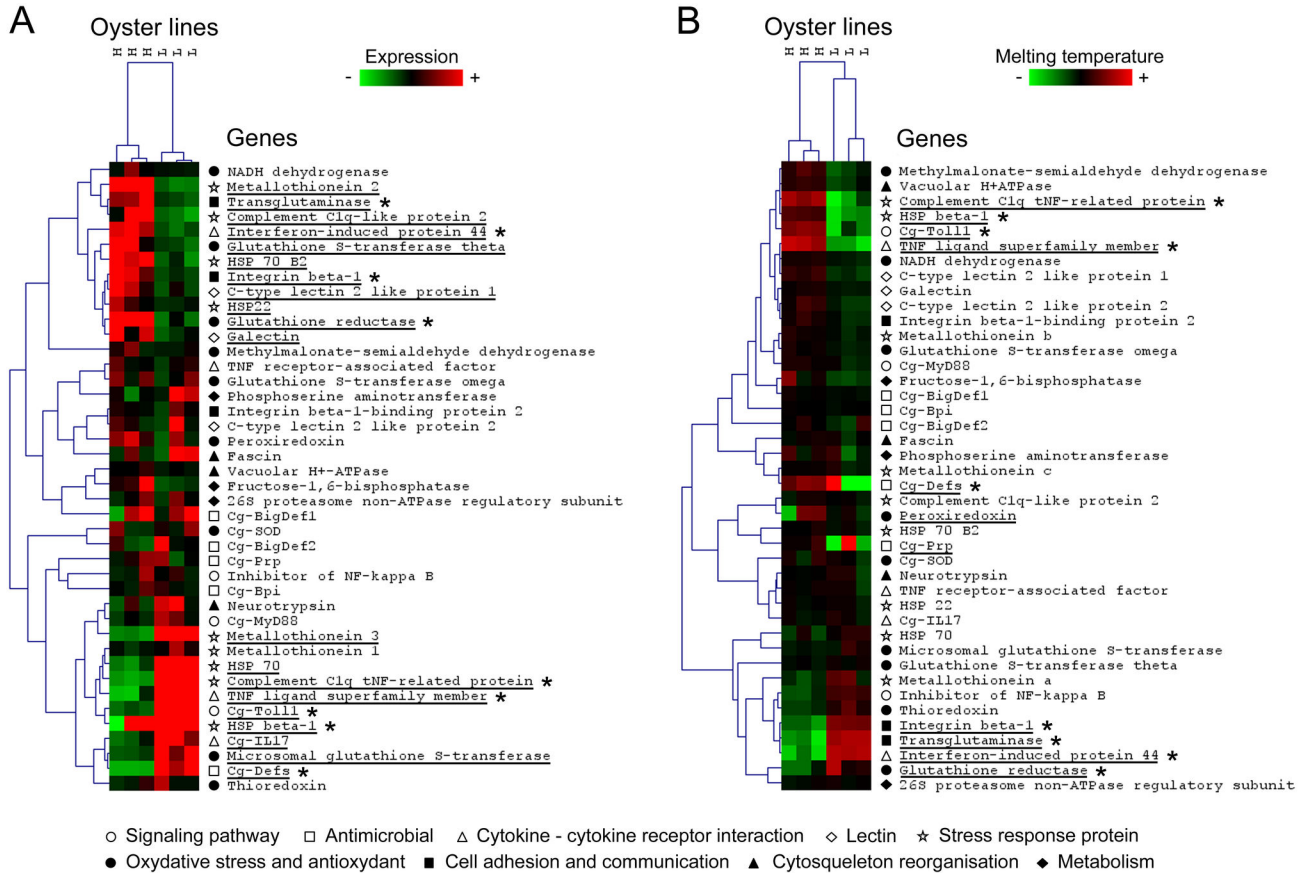 A
Oyster lines
H H H L L L
Expression
- +
Genes
NADH dehydrogenase
Metallothionein 2
Transglutaminase *
Complement C1q-like protein 2
Interferon-induced protein 44 *
Glutathione S-transferase theta
HSP 70 B2
Integrin beta-1 *
C-type lectin 2 like protein 1
HSP22
Glutathione reductase *
Galectin
Methylmalonate-semialdehyde dehydrogenase
TNF receptor-associated factor
Glutathione S-transferase omega
Phosphoserine aminotransferase
Integrin beta-1-binding protein 2
C-type lectin 2 like protein 2
Peroxiredoxin
Fascin
Vacuolar H+-ATPase
Fructose-1,6-bisphosphatase
26S proteasome non-ATPase regulatory subunit
Cg-BigDef1
Cg-SOD
Cg-BigDef2
Cg-Prp
Inhibitor of NF-kappa B
Cg-Bpi
Neurotrypsin
Cg-MyD88
Metallothionein 3
Metallothionein 1
HSP 70
Complement C1q tNF-related protein *
TNF ligand superfamily member *
Cg-Toll1 *
HSP beta-1 *
Cg-IL17
Microsomal glutathione S-transferase
Cg-Defs *
Thioredoxin
B
Oyster lines
H H H L L L
Melting temperature
- +
Genes
Methylmalonate-semialdehyde dehydrogenase
Vacuolar H+ATPase
Complement C1q tNF-related protein *
HSP beta-1 *
Cg-Toll1 *
TNF ligand superfamily member *
NADH dehydrogenase
C-type lectin 2 like protein 1
Galectin
C-type lectin 2 like protein 2
Integrin beta-1-binding protein 2
Metallothionein b
Glutathione S-transferase omega
Cg-MyD88
Fructose-1,6-bisphosphatase
Cg-BigDef1
Cg-Bpi
Cg-BigDef2
Fascin
Phosphoserine aminotransferase
Metallothionein c
Cg-Defs *
Complement C1q-like protein 2
Peroxiredoxin
HSP 70 B2
Cg-Prp
Cg-SOD
Neurotrypsin
TNF receptor-associated factor
HSP 22
Cg-IL17
HSP 70
Microsomal glutathione S-transferase
Glutathione S-transferase theta
Metallothionein a
Inhibitor of NF-kappa B
Thioredoxin
Integrin beta-1 *
Transglutaminase *
Interferon-induced protein 44 *
Glutathione reductase *
26S proteasome non-ATPase regulatory subunit
Signaling pathway Antimicrobial Cytokine - cytokine receptor interaction Lectin Stress response protein
Oxydative stress and antioxydant Cell adhesion and communication Cytosqueleton reorganisation Metabolism